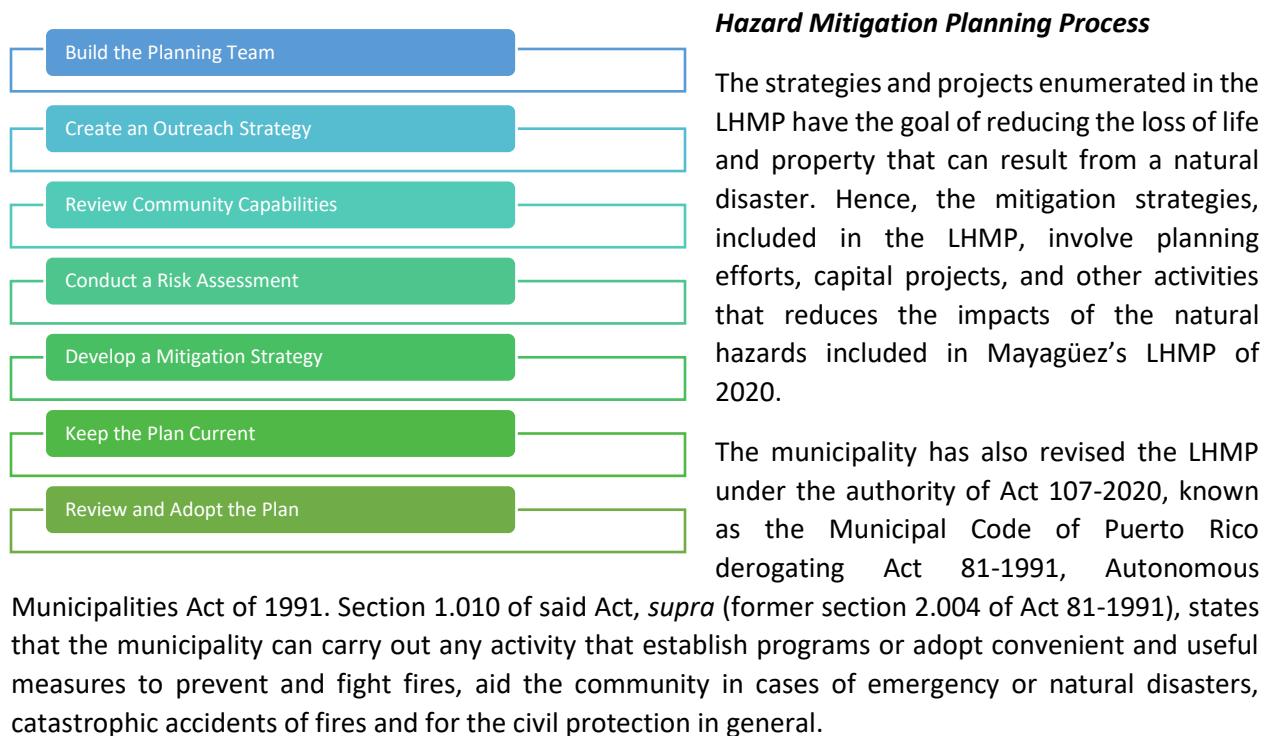 Build the Planning Team
Create an Outreach Strategy
Review Community Capabilities
Conduct a Risk Assessment
Develop a Mitigation Strategy
Keep the Plan Current
Review and Adopt the Plan
Hazard Mitigation Planning Process
The strategies and projects enumerated in the
LHMP have the goal of reducing the loss of life
and property that can result from a natural
disaster. Hence, the mitigation strategies,
included in the LHMP, involve planning
efforts, capital projects, and other activities
that reduces the impacts of the natural
hazards included in Mayagüez’s LHMP of
2020.
The municipality has also revised the LHMP
under the authority of Act 107-2020, known
as the Municipal Code of Puerto Rico
derogating Act 81-1991, Autonomous
Municipalities Act of 1991. Section 1.010 of said Act, supra (former section 2.004 of Act 81-1991), states
that the municipality can carry out any activity that establish programs or adopt convenient and useful
measures to prevent and fight fires, aid the community in cases of emergency or natural disasters,
catastrophic accidents of fires and for the civil protection in general.